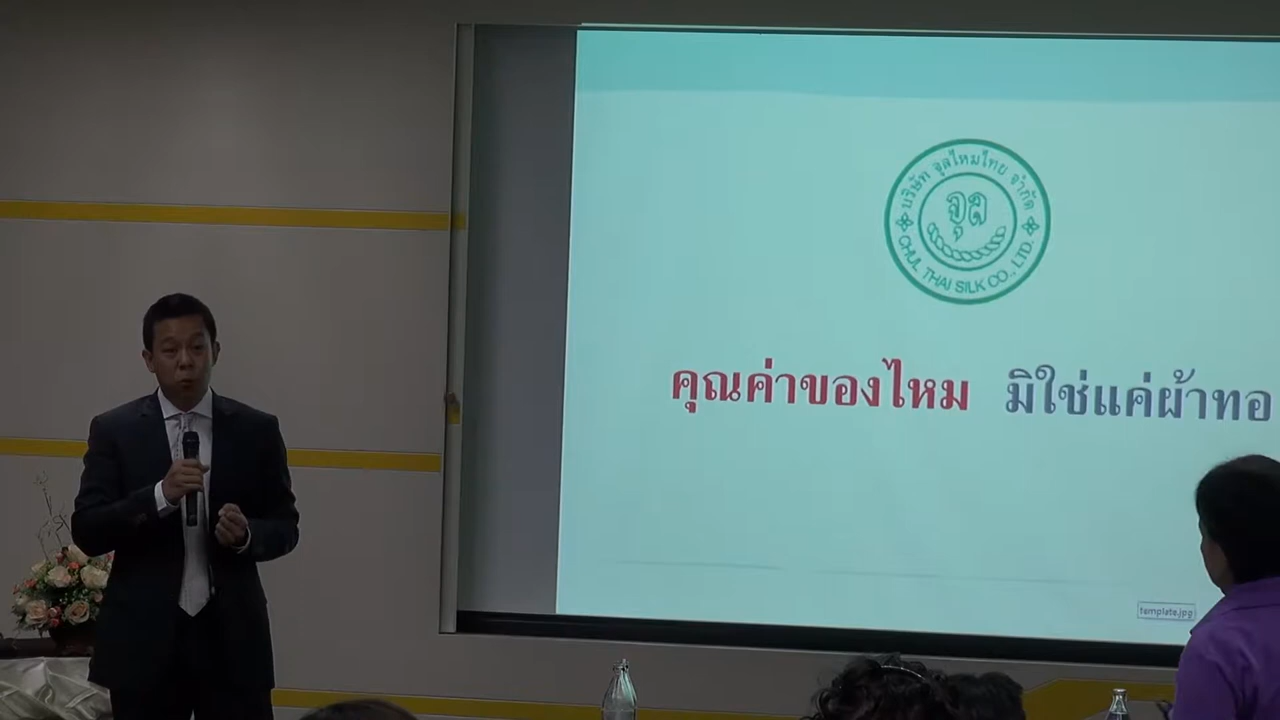 บริษัท จุลไหมไทย จำกัด
จุล
CHUL THAI SILK CO., LTD.
คุณค่าของไหม มิใช่แค่ผ้าทอ
template.jpg